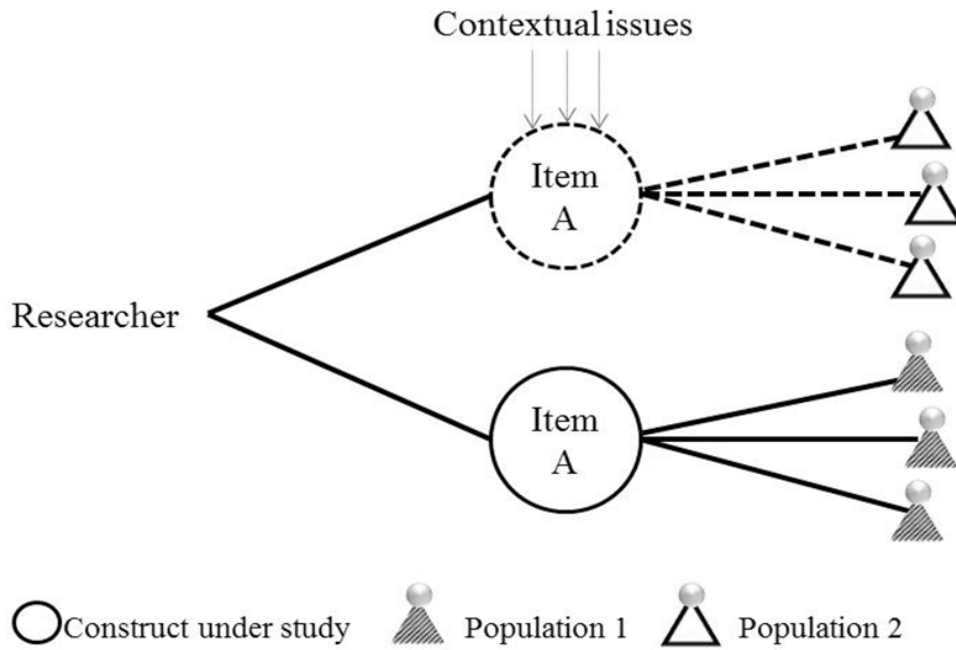 Contextual issues
Item
A
Researcher
Item
A
Construct under study
Population 1
Population 2